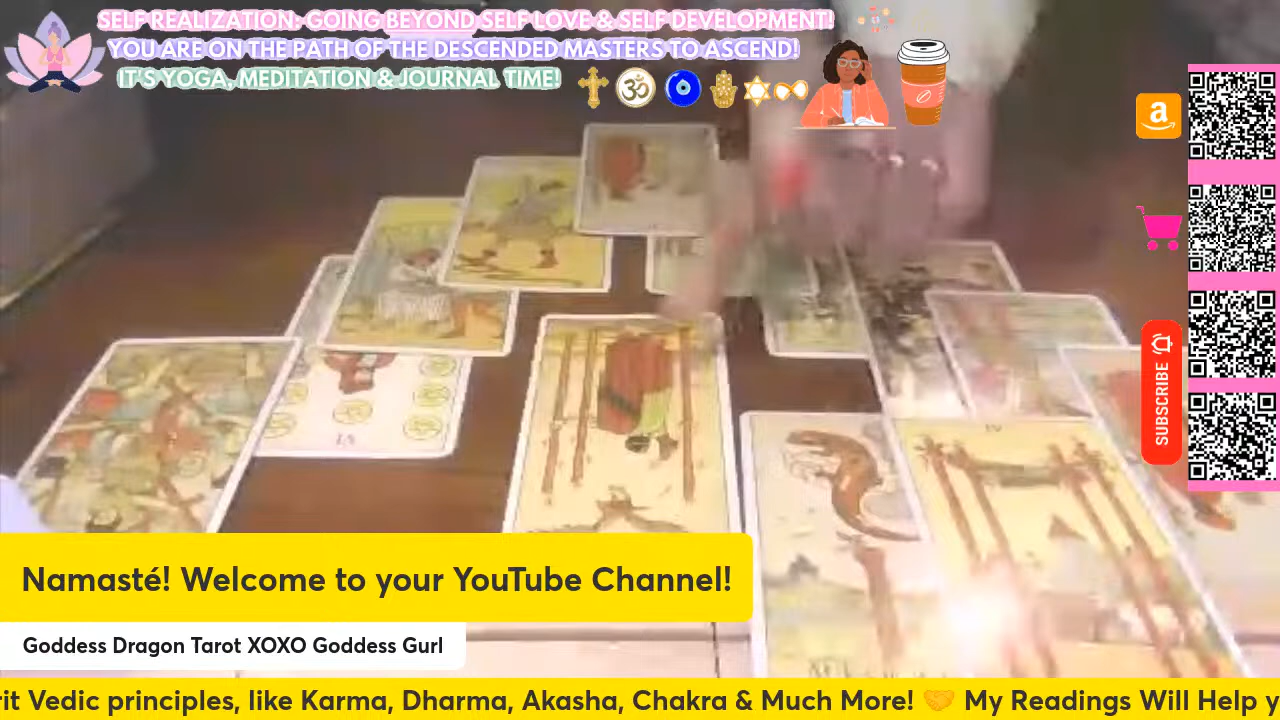 SELF REALIZATION: GOING BEYOND SELF LOVE & SELF DEVELOPMENT!
YOU ARE ON THE PATH OF THE DESCENDED MASTERS TO ASCEND!
IT'S YOGA, MEDITATION & JOURNAL TIME!
SUBSCRIBE
IV
Namasté! Welcome to your YouTube Channel!
Goddess Dragon Tarot XOXO Goddess Gurl
rit Vedic principles, like Karma, Dharma, Akasha, Chakra & Much More! 🤝 My Readings Will Help y